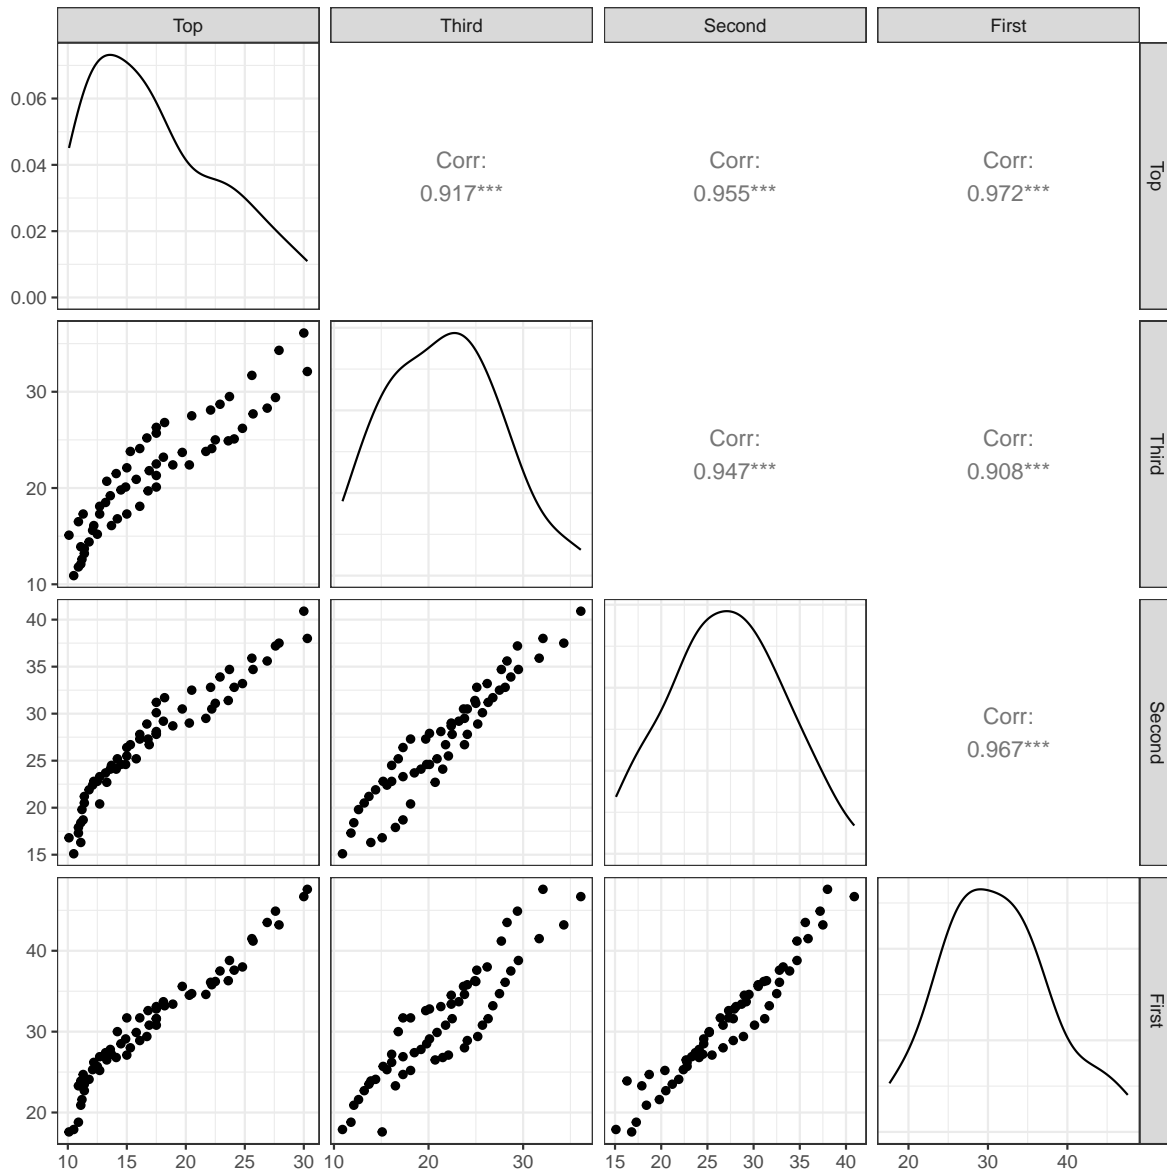 Top
Third
Second
First
0.06
0.04
0.02
0.00
Corr:
0.917***
Corr:
0.955***
Corr:
0.972***
Top
30
20
10
Corr:
0.947***
Corr:
0.908***
Third
40
35
30
25
20
15
Corr:
0.967***
Second
40
30
20
First
10 15 20 25 30
10 20 30
15 20 25 30 35 40
20 30 40